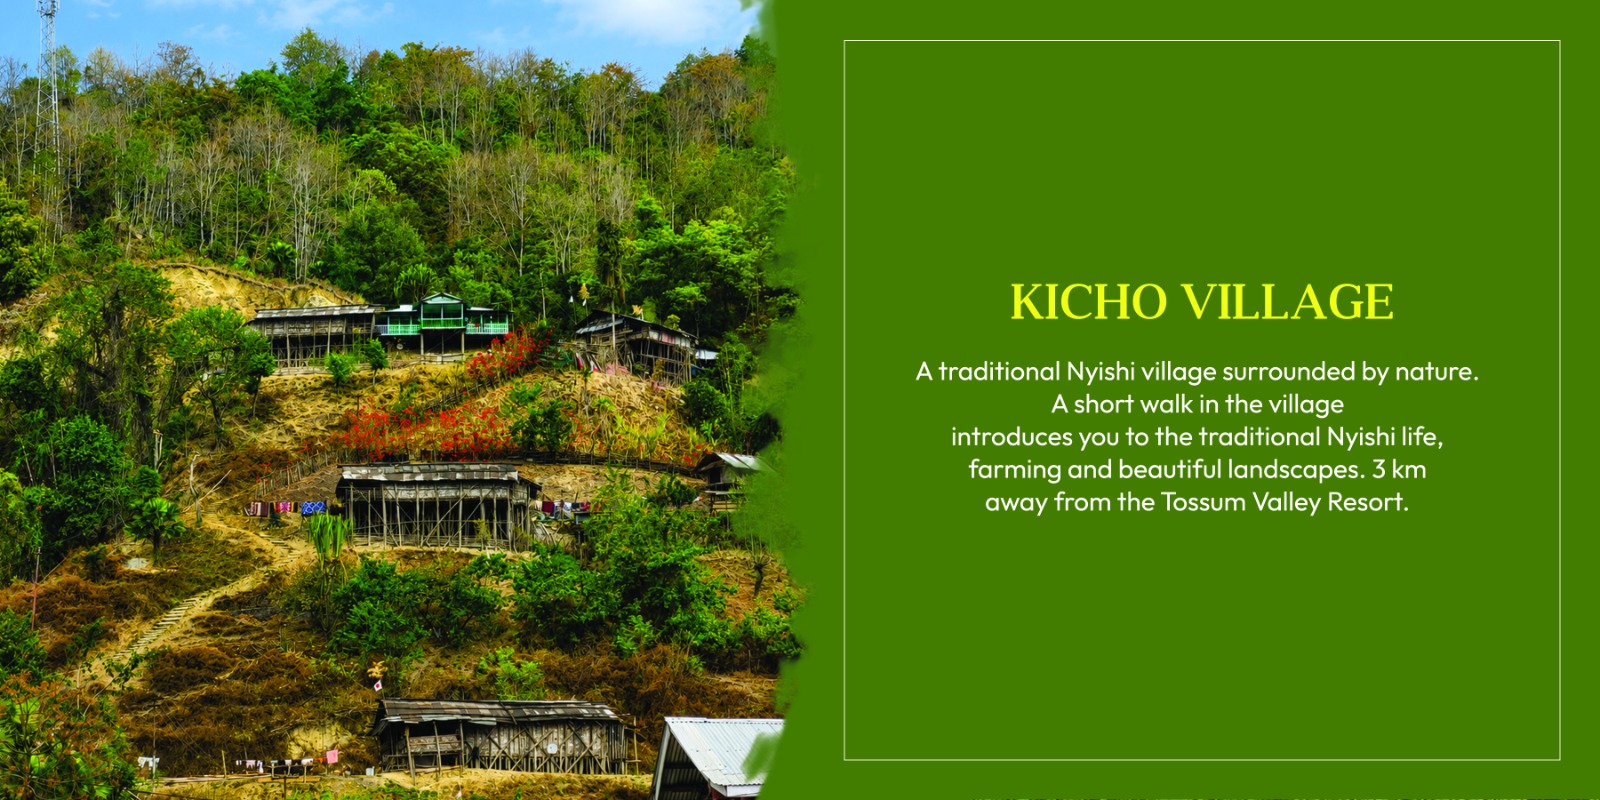 KICHO VILLAGE
A traditional Nyishi village surrounded by nature.
A short walk in the village
introduces you to the traditional Nyishi life,
farming and beautiful landscapes. 3 km
away from the Tossum Valley Resort.